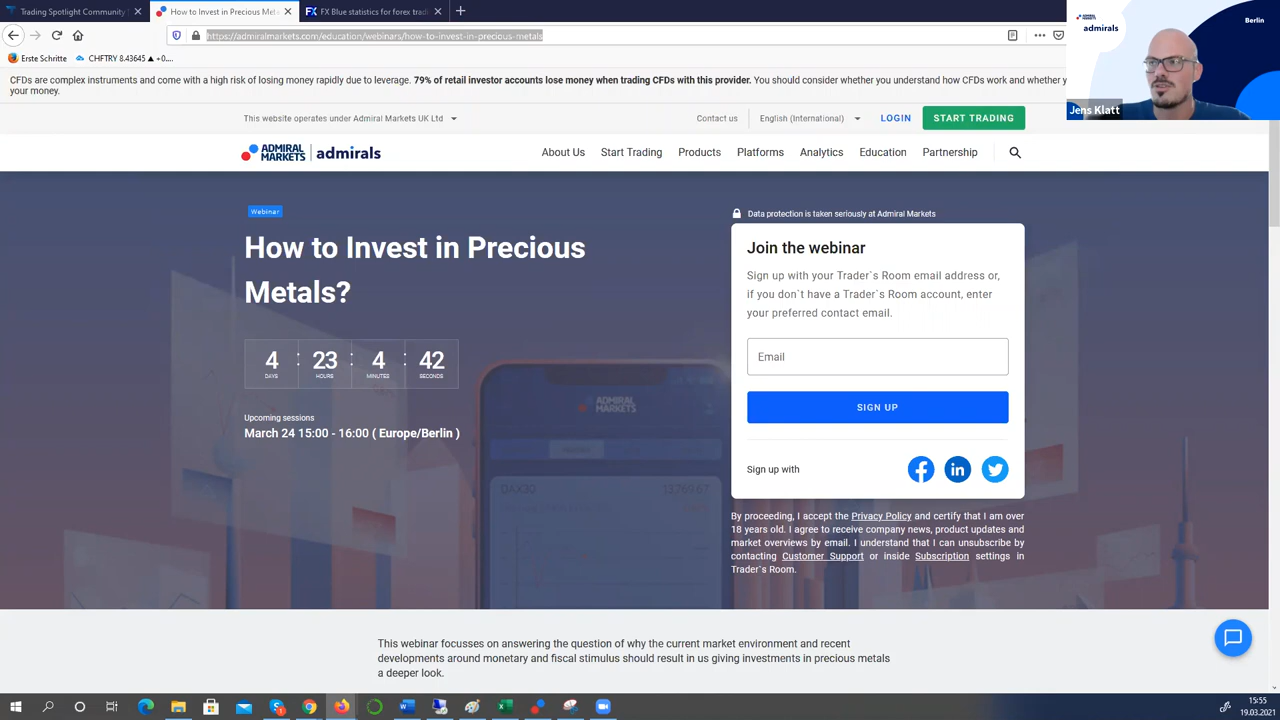 Trading Spotlight Community
How to Invest in Precious Met
FX Blue statistics for forex trad
https://admiralmarkets.com/education/webinars/how-to-invest-in-precious-metals
Erste Schritte
CHFTRY 8.43645 ▲ +0....
CFDs are complex instruments and come with a high risk of losing money rapidly due to leverage. 79% of retail investor accounts lose money when trading CFDs with this provider. You should consider whether you understand how CFDs work and whether y
your money.
ADMIRAL MARKETS
admirals
Berlin
Jens Klatt
This website operates under Admiral Markets UK Ltd
Contact us
English (International)
LOGIN
START TRADING
ADMIRAL
MARKETS
admirals
About Us
Start Trading
Products
Platforms
Analytics
Education
Partnership
Webinar
How to Invest in Precious
Metals?
4 : 23 : 4 : 42
DAYS HOURS MINUTES SECONDS
Upcoming sessions
March 24 15:00 - 16:00 ( Europe/Berlin )
ADMIRAL
MARKETS
DAX30
13,769.67
Data protection is taken seriously at Admiral Markets
Join the webinar
Sign up with your Trader`s Room email address or,
if you don`t have a Trader`s Room account, enter
your preferred contact email.
Email
SIGN UP
Sign up with
By proceeding, I accept the Privacy Policy and certify that I am over
18 years old. I agree to receive company news, product updates and
market overviews by email. I understand that I can unsubscribe by
contacting Customer Support or inside Subscription settings in
Trader`s Room.
This webinar focusses on answering the question of why the current market environment and recent
developments around monetary and fiscal stimulus should result in us giving investments in precious metals
a deeper look.
15:55
19.03.2021